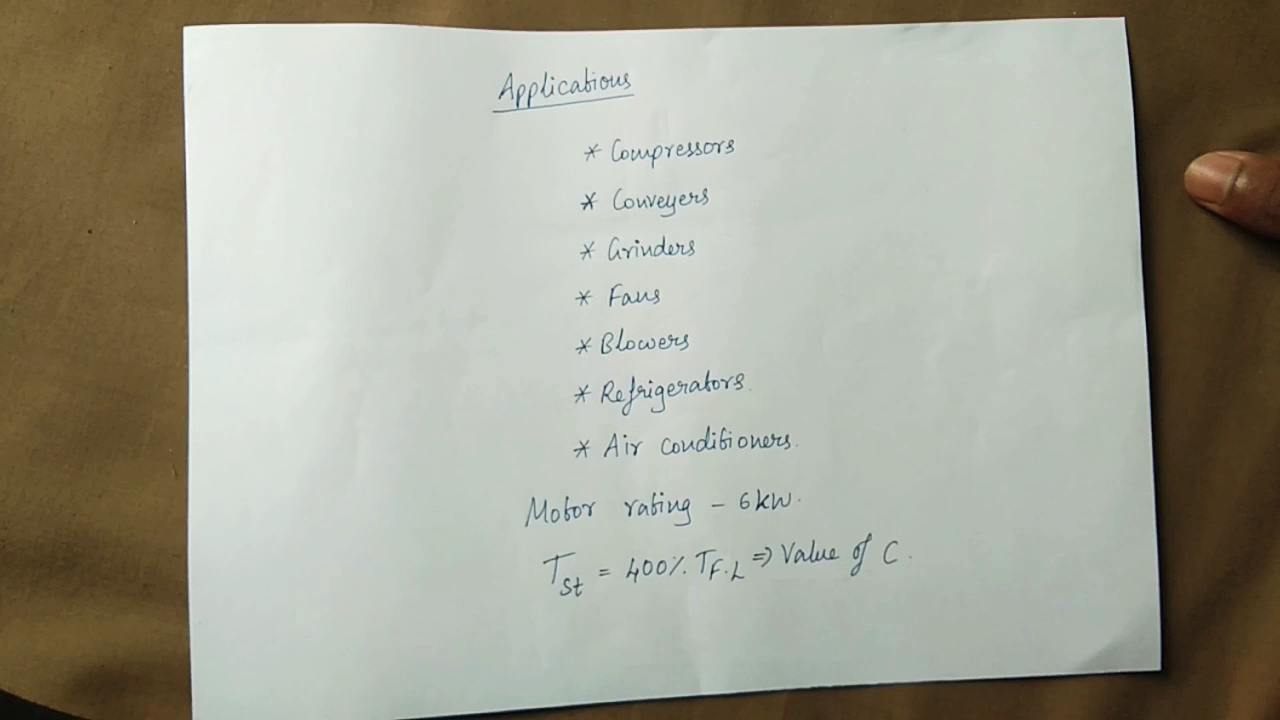 Applications
* Compressors
* Conveyers
* Grinders
* Fans
* Blowers
* Refrigerators.
* Air conditioners.
Motor rating - 6kW.
Tst = 400%. TF.L => Value of C.